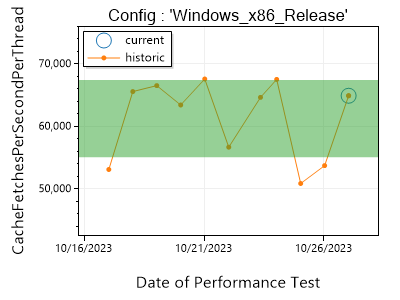 Config : 'Windows_x86_Release'
current
historic
CacheFetchesPerSecondPerThread
70,000
60,000
50,000
10/16/2023
10/21/2023
10/26/2023
Date of Performance Test